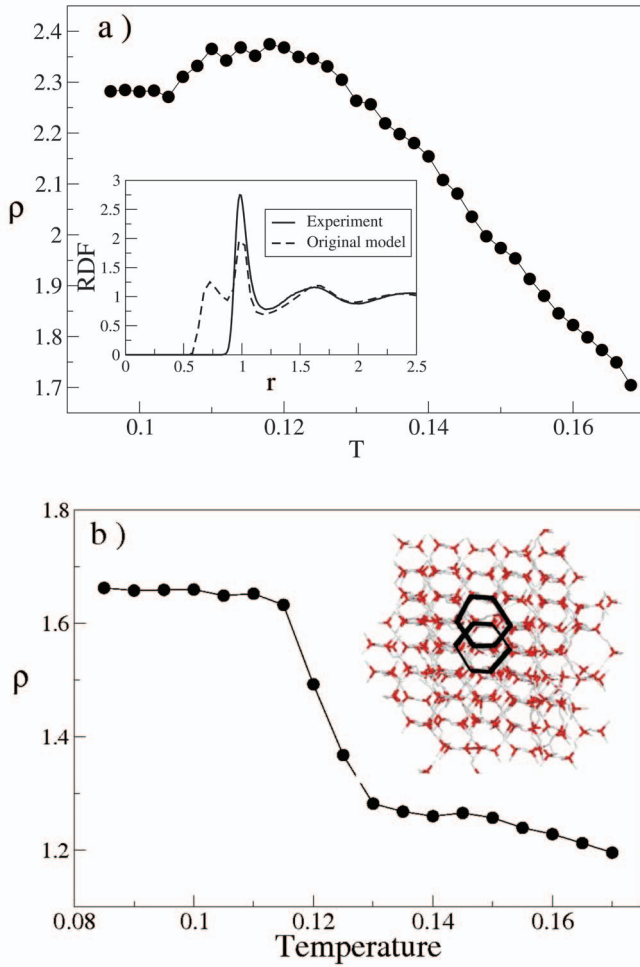 a )
2.4
2.3
2.2
2.1
2
1.9
1.8
1.7
ρ
3
2.5
2
1.5
1
0.5
0
RDF
Experiment
Original model
0 0.5 1 1.5 2 2.5
r
0.1 0.12 0.14 0.16
T
b )
1.8
1.6
1.4
1.2
ρ
0.08 0.1 0.12 0.14 0.16
Temperature